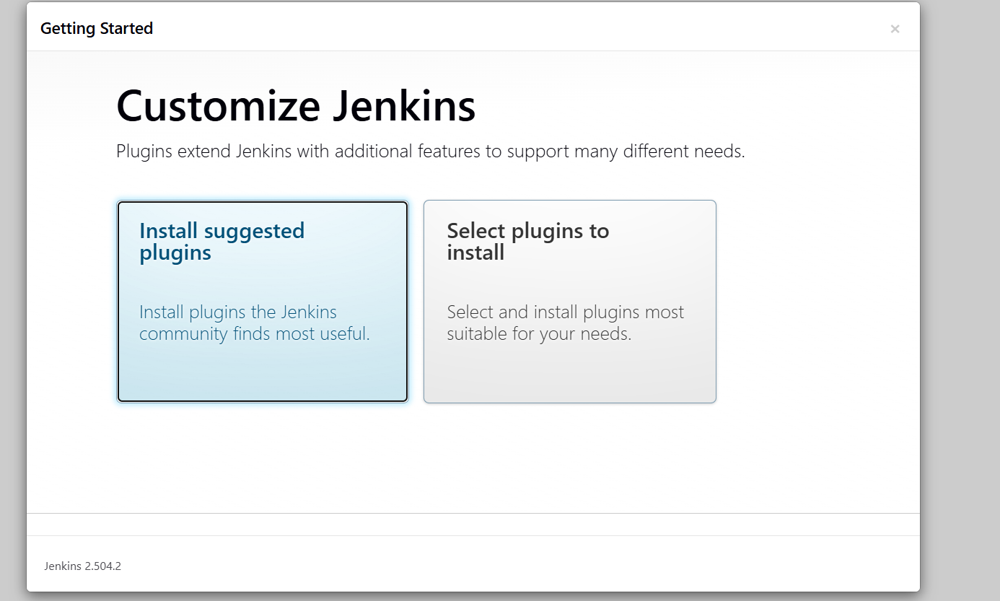 Getting Started
×
Customize Jenkins
Plugins extend Jenkins with additional features to support many different needs.
Install suggested
plugins
Install plugins the Jenkins
community finds most useful.
Select plugins to
install
Select and install plugins most
suitable for your needs.
Jenkins 2.504.2